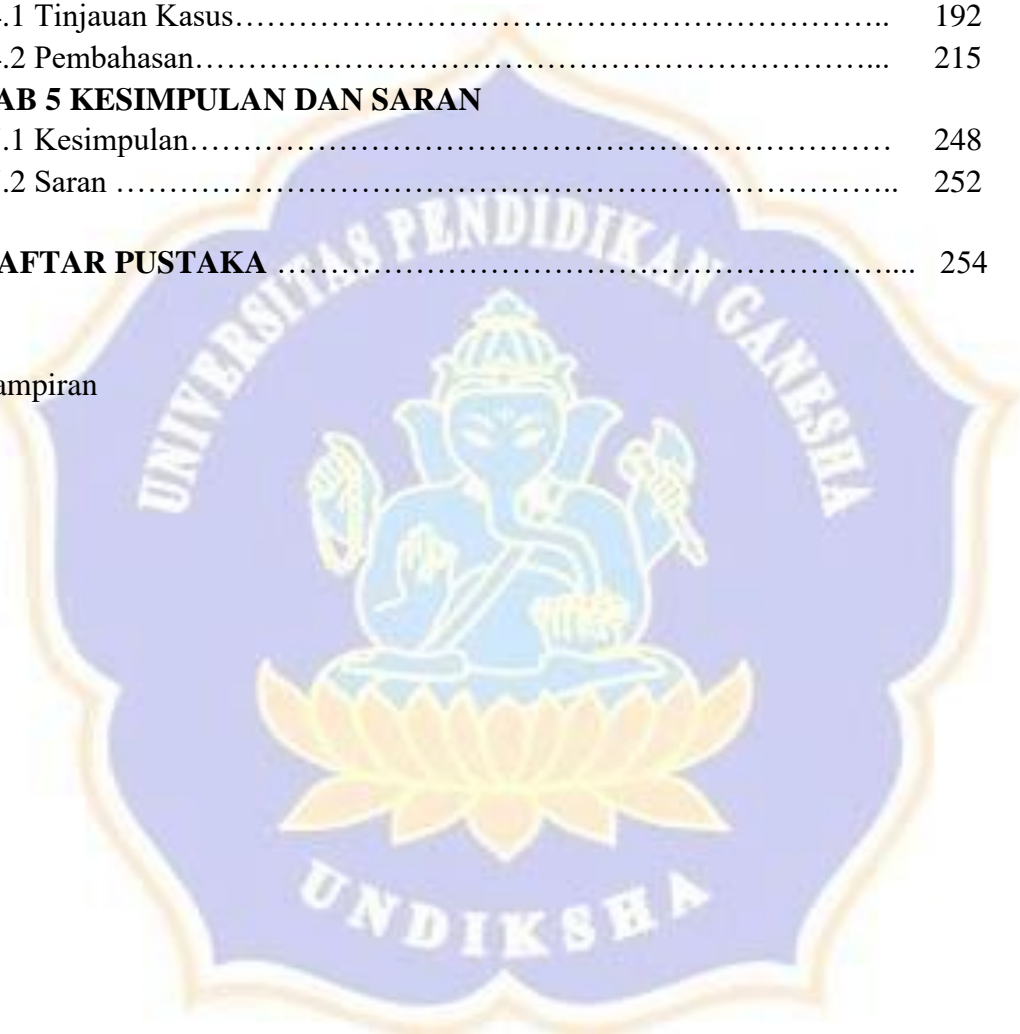 .1 Tinjauan Kasus…………………………………………………………….. 192
.2 Pembahasan……………………………………………………………... 215
AB 5 KESIMPULAN DAN SARAN
.1 Kesimpulan………………………………………………………………… 248
.2 Saran ……………………………………………………………………….. 252
AFTAR PUSTAKA ………………………………………………………….... 254
ampiran
UNIVERSITAS PENDIDIKAN GANESHA
UNDIKSHA